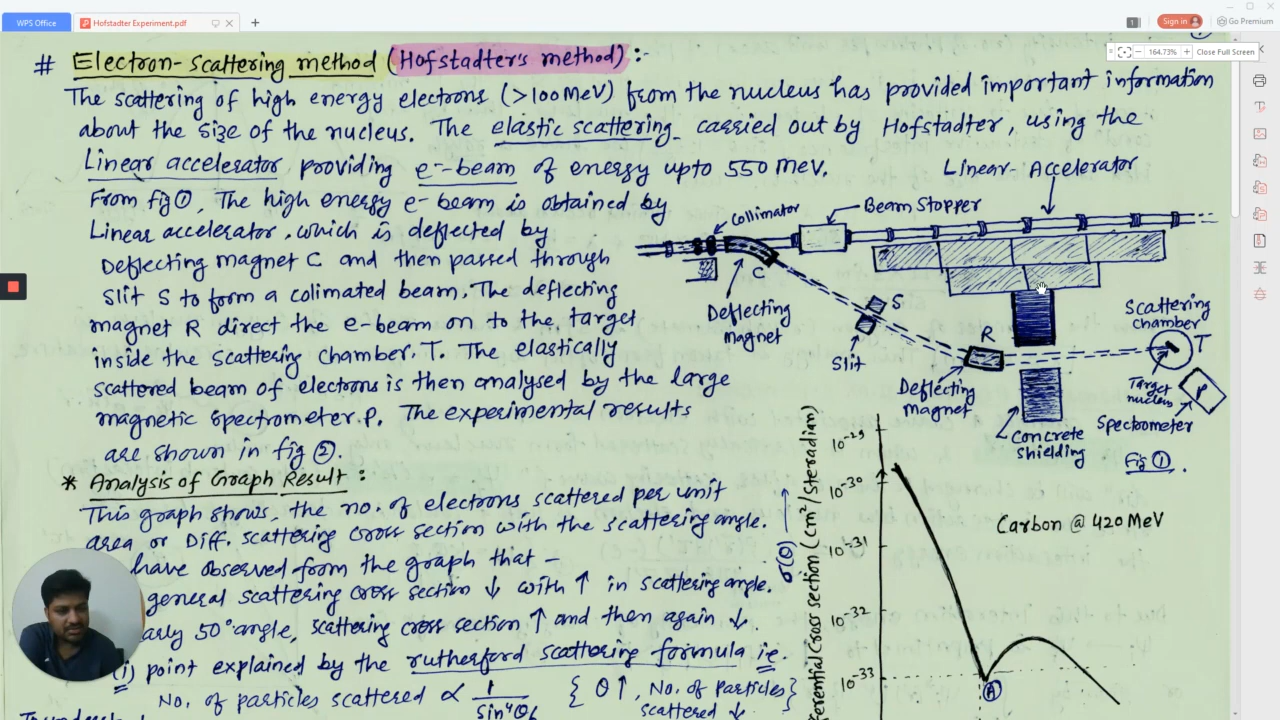 WPS Office
Hofstadter Experiment.pdf
1
Sign in
Go Premium
164.73%
Close Full Screen
# Electron-scattering method (Hofstadter's method) :-
The scattering of high energy electrons (>100MeV) from the nucleus has provided important information
about the size of the nucleus. The elastic scattering carried out by Hofstadter, using the
Linear accelerator providing e⁻-beam of energy upto 550 MeV.
From fig ①, The high energy e-beam is obtained by
Linear accelerator, which is deflected by
Deflecting magnet C and then passed through
Slit S to form a colimated beam. The deflecting
magnet R direct the e-beam on to the target
inside the scattering chamber T. The elastically
scattered beam of electrons is then analysed by the large
magnetic spectrometer P. The experimental results
are shown in fig ②.
Linear-Accelerator
Collimator
Beam Stopper
C
Deflecting
magnet
S
Slit
R
Deflecting
magnet
Concrete
shielding
Scattering
chamber
T
Target
nucleus
P
Spectrometer
Fig ①.
* Analysis of Graph Result :
This graph shows, the no. of electrons scattered per unit
area or Diff. scattering cross section with the scattering angle.
have observed from the graph that -
general scattering cross section ↓ with ↑ in scattering angle.
arly 50° angle, scattering cross section ↑ and then again ↓.
(i) point explained by the rutherford scattering formula ie.
No. of particles scattered ∝ 1/sin⁴θ/2 { θ↑, No. of particles
scattered ↓ }
σ(θ) →
ferential Cross section (cm²/steradian)
10⁻²⁹
10⁻³⁰
10⁻³¹
10⁻³²
10⁻³³
Carbon @ 420 MeV
A